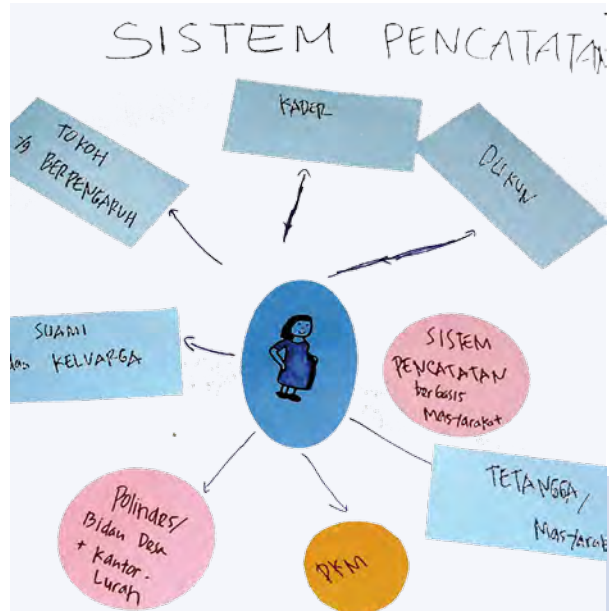 SISTEM PENCATATAN
KADER
TOKOH
yg BERPENGARUH
DUKUN
SUAMI
dan KELUARGA
SISTEM
PENCATATAN
berbasis
Masyarakat
TETANGGA/
Masyarak
Polindes/
Bidan Desa
+ Kantor
Lurah
PKM